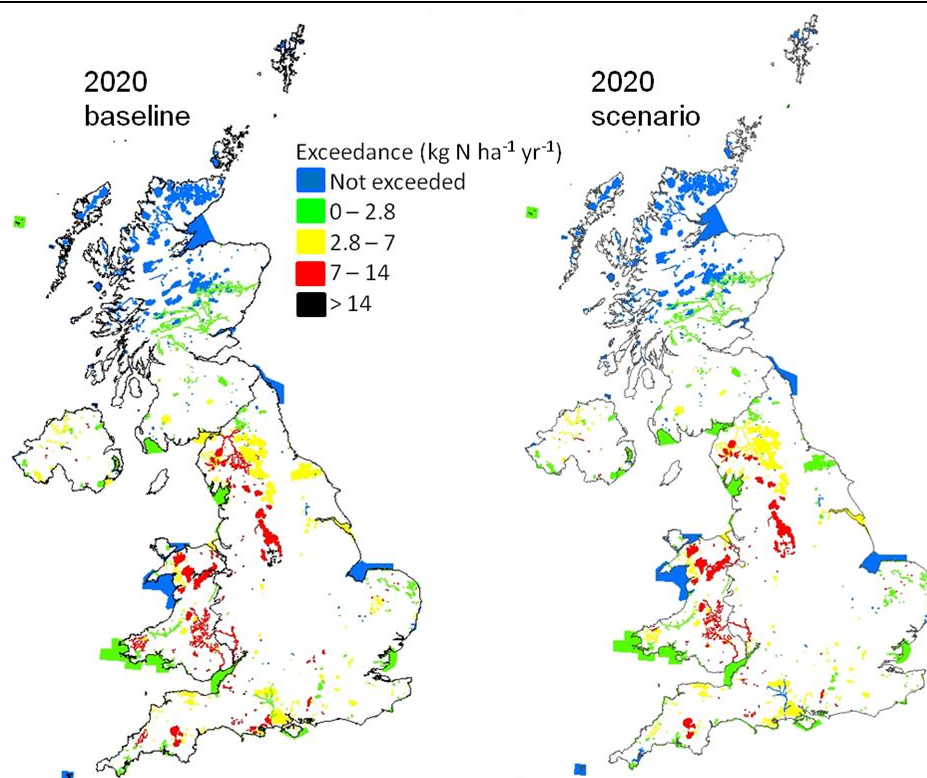 2020
baseline
2020
scenario
Exceedance (kg N ha⁻¹ yr⁻¹)
Not exceeded
0 – 2.8
2.8 – 7
7 – 14
> 14